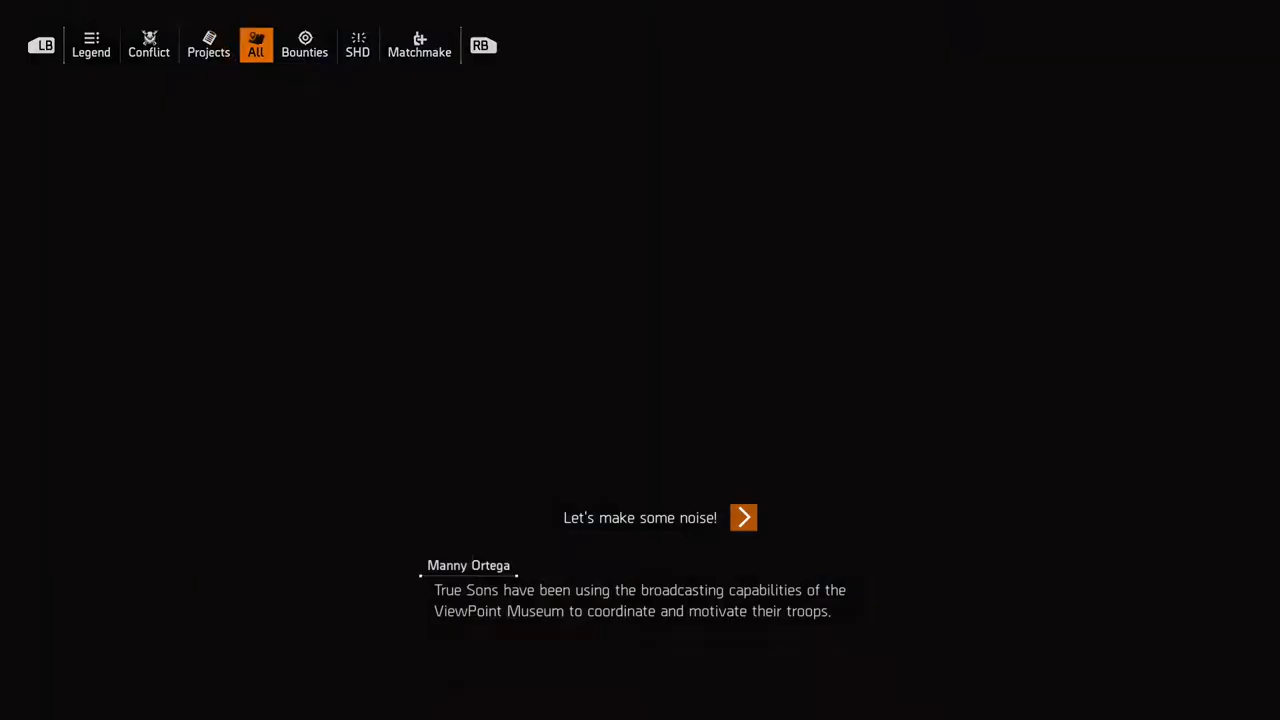 LB
Legend
Conflict
Projects
All
Bounties
SHD
Matchmake
RB
Let's make some noise!
Manny Ortega
True Sons have been using the broadcasting capabilities of the
ViewPoint Museum to coordinate and motivate their troops.